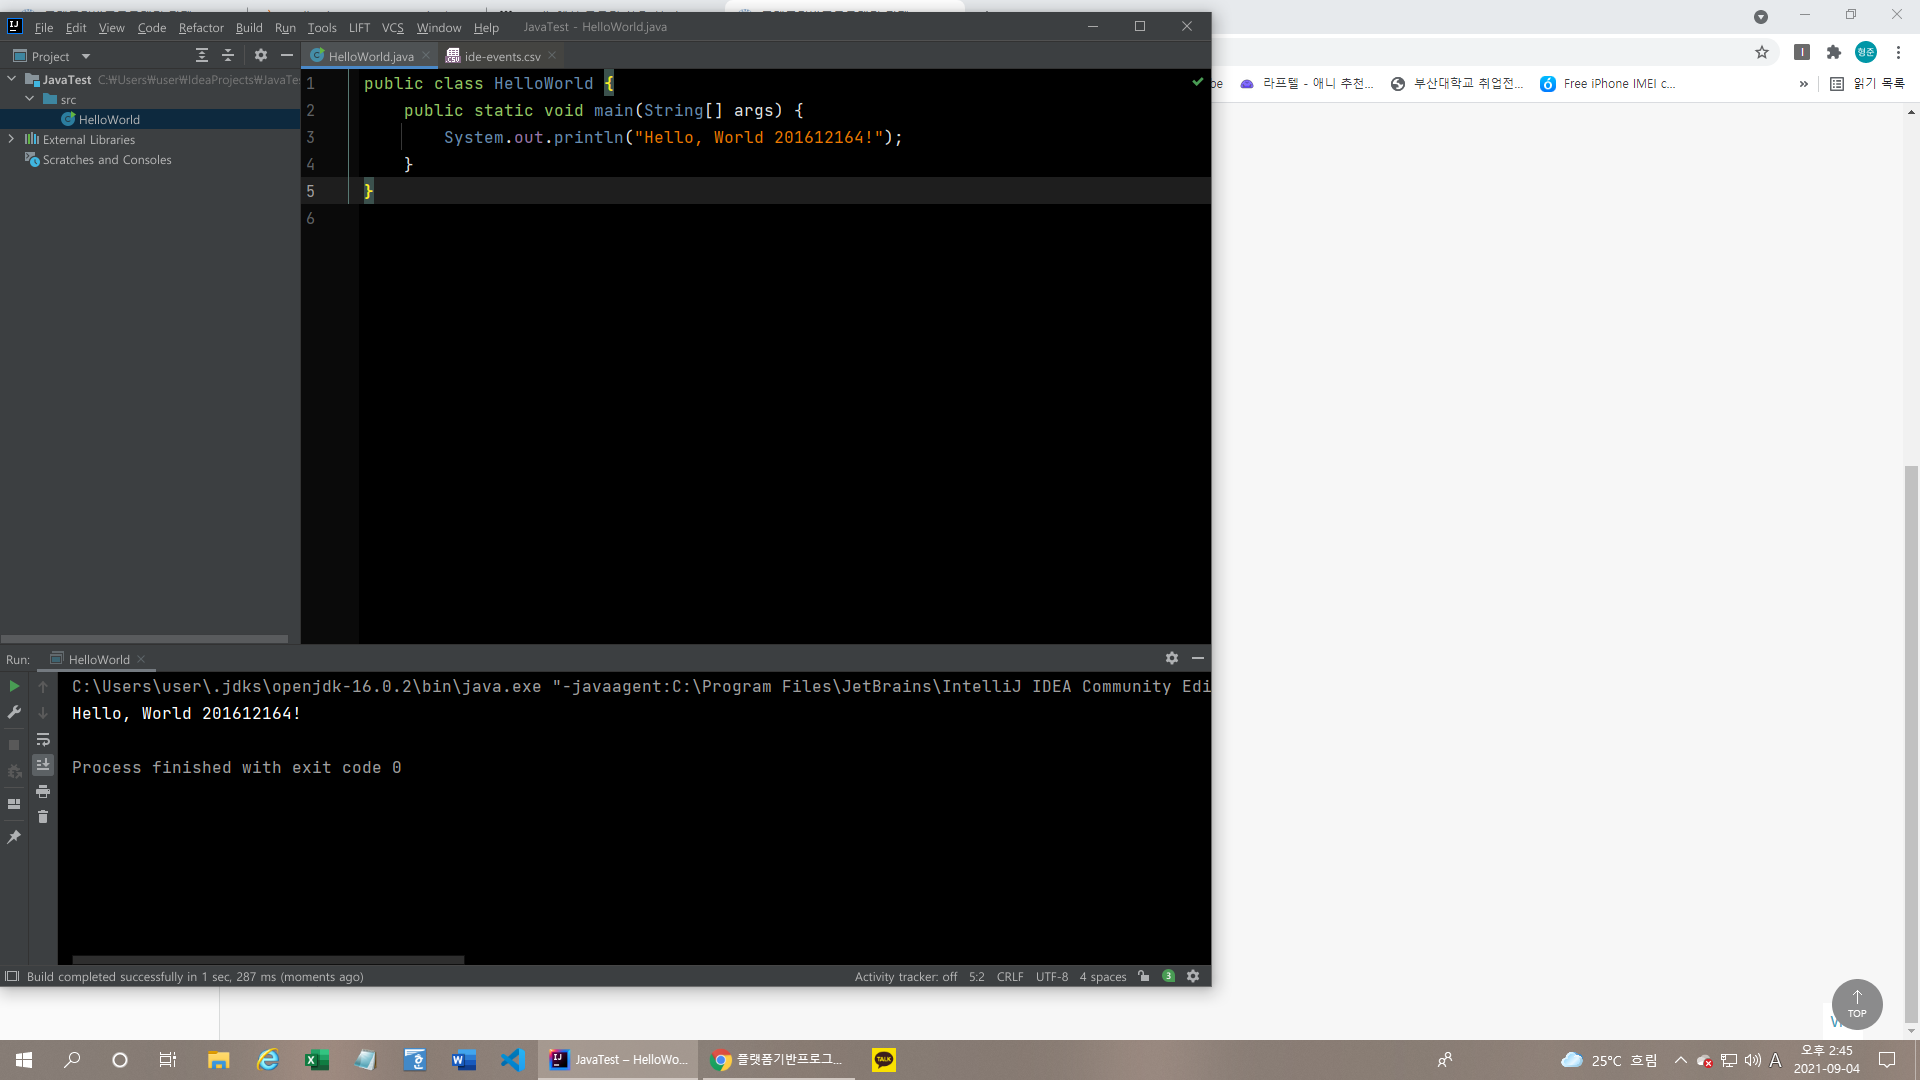 File Edit View Code Refactor Build Run Tools LIFT VCS Window Help JavaTest - HelloWorld.java
Project
HelloWorld.java
ide-events.csv
JavaTest C:₩Users₩user₩IdeaProjects₩JavaTe
src
HelloWorld
External Libraries
Scratches and Consoles
1 public class HelloWorld {
2 public static void main(String[] args) {
3 System.out.println("Hello, World 201612164!");
4 }
5 }
6
라프텔 - 애니 추천...
부산대학교 취업전...
Free iPhone IMEI c...
»
읽기 목록
형준
Run: HelloWorld
C:\Users\user\.jdks\openjdk-16.0.2\bin\java.exe "-javaagent:C:\Program Files\JetBrains\IntelliJ IDEA Community Edi
Hello, World 201612164!
Process finished with exit code 0
Build completed successfully in 1 sec, 287 ms (moments ago)
Activity tracker: off 5:2 CRLF UTF-8 4 spaces 3
TOP
JavaTest – HelloWo...
플랫폼기반프로그...
TALK
25°C 흐림
A
오후 2:45
2021-09-04